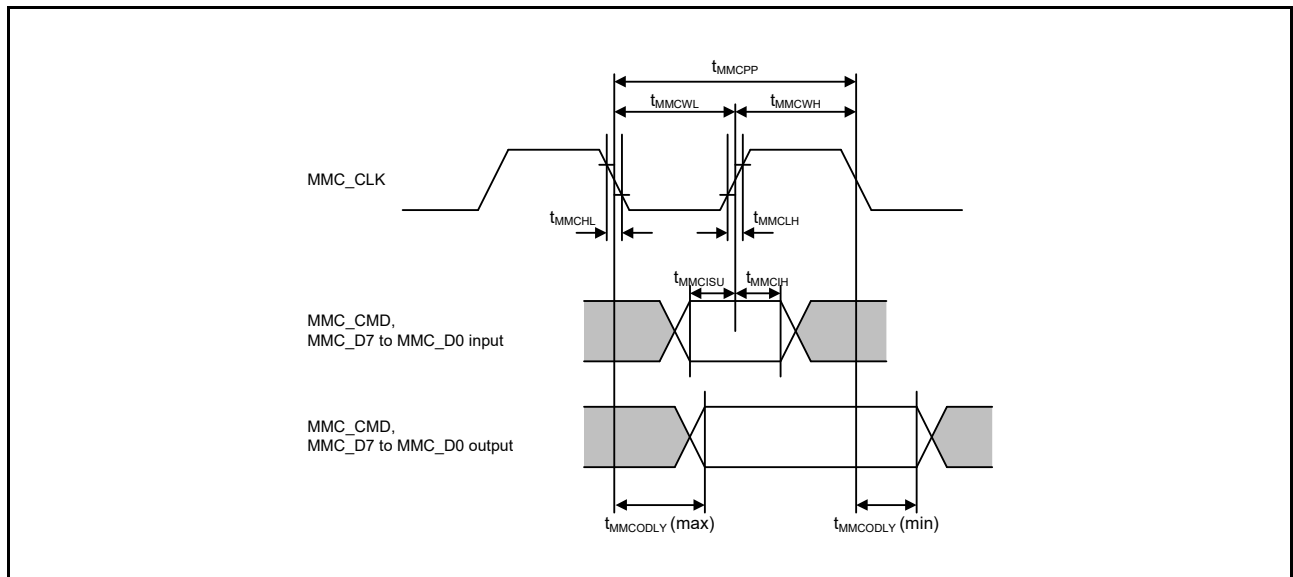 tMMCPP
tMMCWL
tMMCWH
MMC_CLK
tMMCHL
tMMCLH
tMMCISU
tMMCIH
MMC_CMD,
MMC_D7 to MMC_D0 input
MMC_CMD,
MMC_D7 to MMC_D0 output
tMMCODLY (max)
tMMCODLY (min)